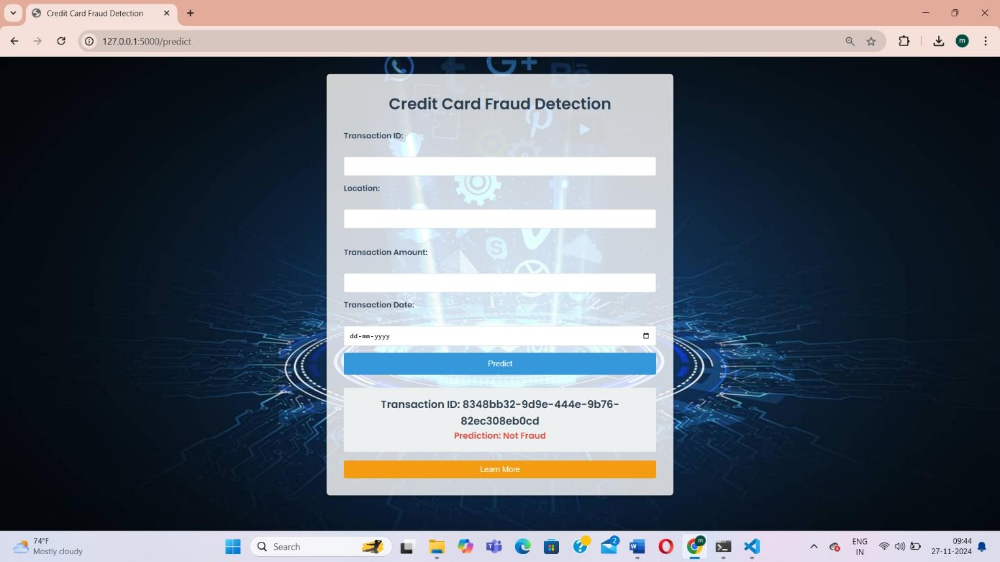 Credit Card Fraud Detection
127.0.0.1:5000/predict
m
Credit Card Fraud Detection
Transaction ID:
Location:
Transaction Amount:
Transaction Date:
dd-mm-yyyy
Predict
Transaction ID: 8348bb32-9d9e-444e-9b76-
82ec308eb0cd
Prediction: Not Fraud
Learn More
74°F
Mostly cloudy
Search
2
m
ENG
IN
09:44
27-11-2024